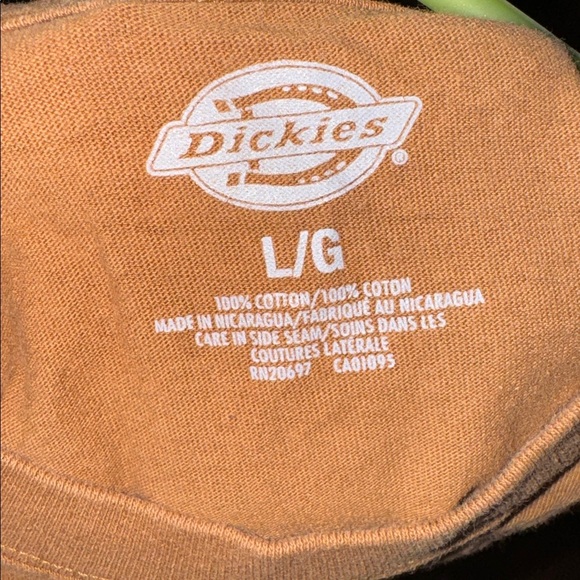 Dickies®
L/G
100% COTTON/100% COTON
MADE IN NICARAGUA/FABRIQUÉ AU NICARAGUA
CARE IN SIDE SEAM/SOINS DANS LES
COUTURES LATÉRALE
RN20697 CA01095